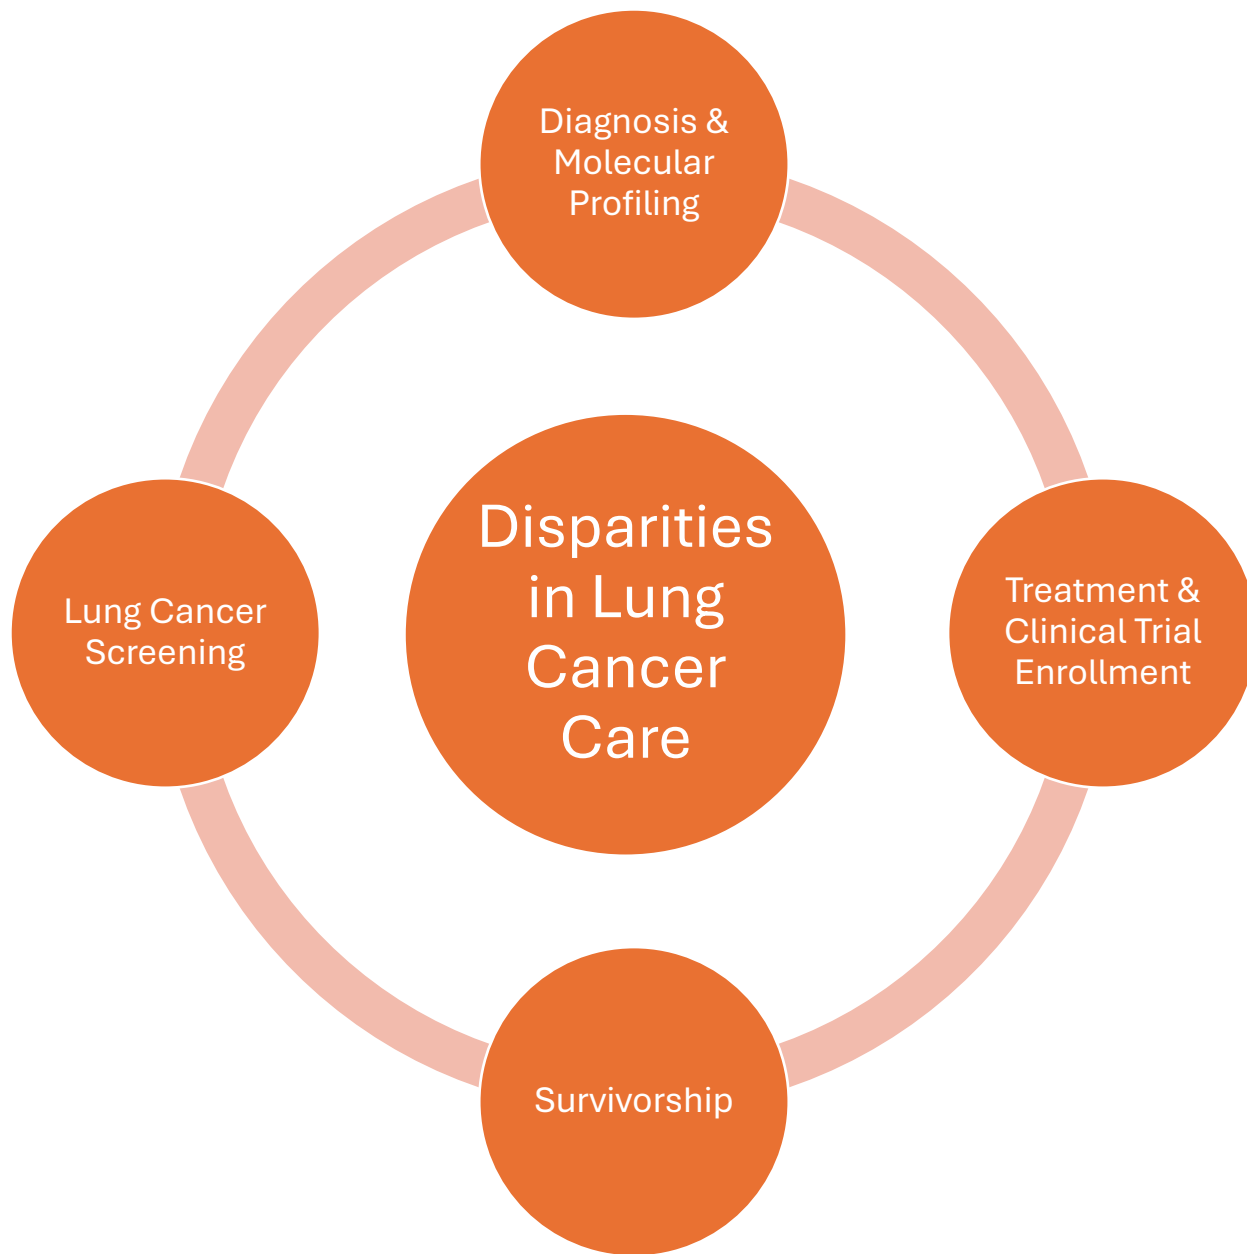 Diagnosis &
Molecular
Profiling
Disparities
in Lung
Cancer
Care
Lung Cancer
Screening
Treatment &
Clinical Trial
Enrollment
Survivorship